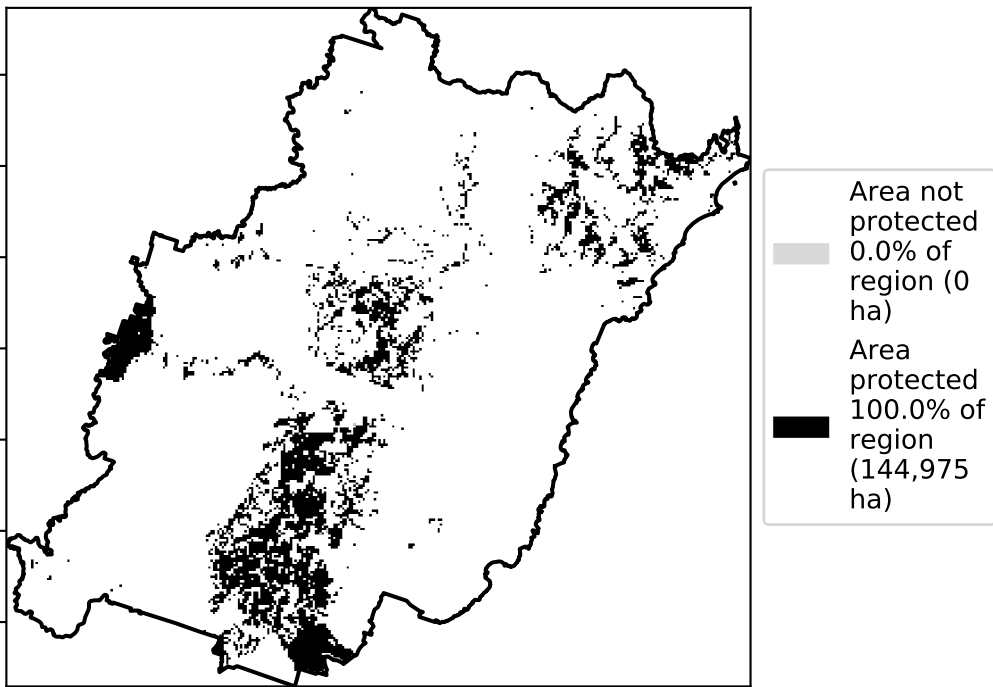 Area not
protected
0.0% of
region (0
ha)
Area
protected
100.0% of
region
(144,975
ha)